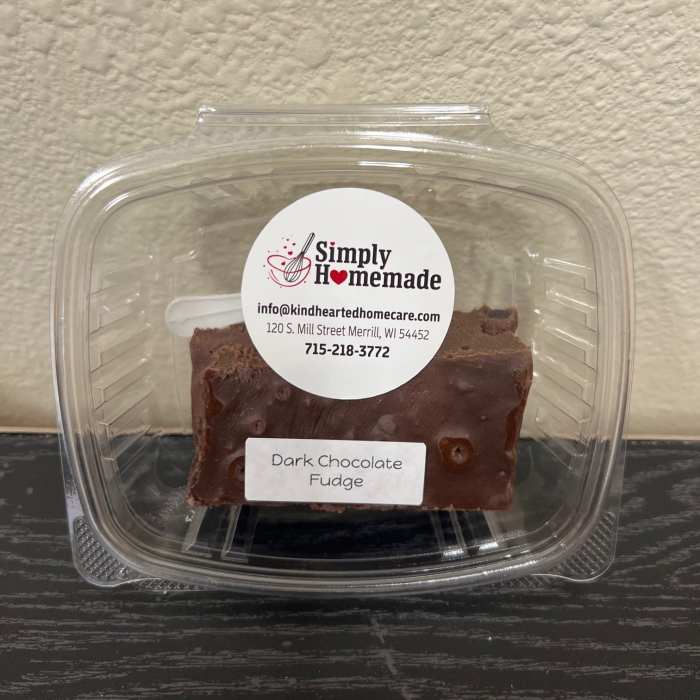 Simply
Homemade
info@kindheartedhomecare.com
120 S. Mill Street Merrill, WI 54452
715-218-3772
Dark Chocolate
Fudge